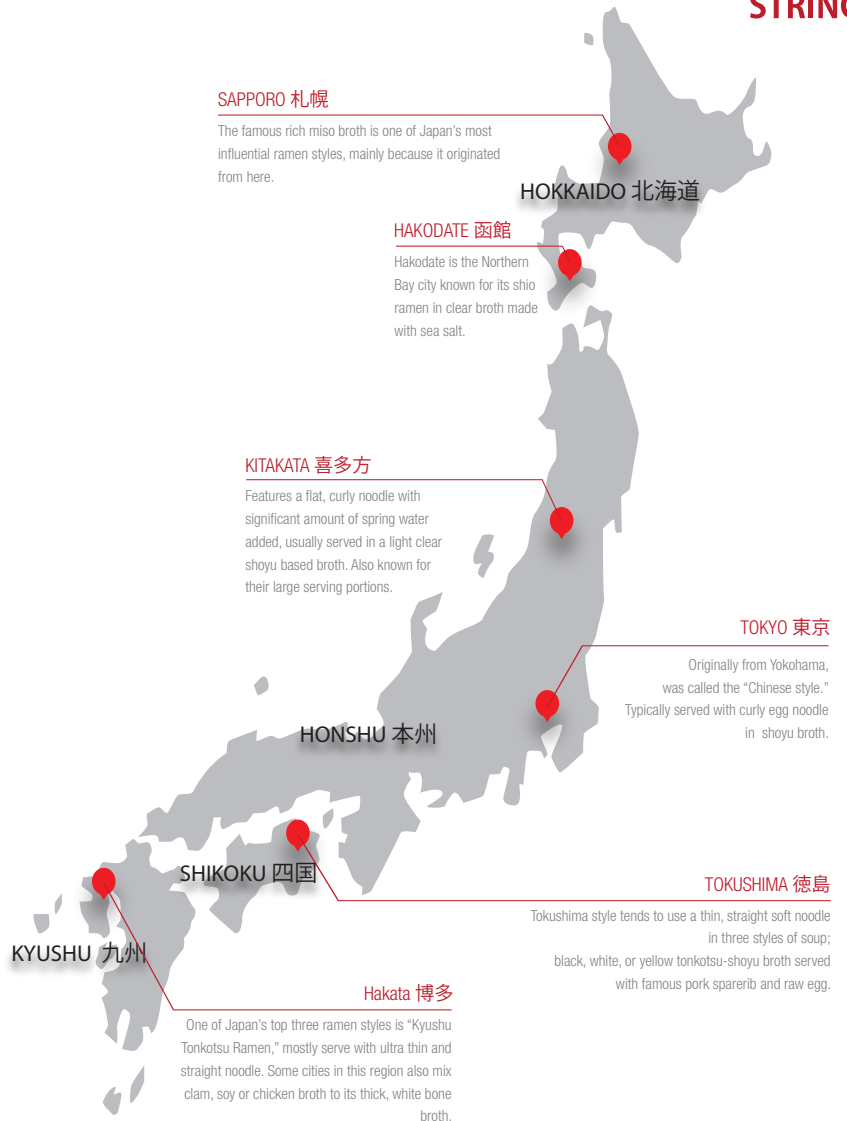 STRING
SAPPORO 札幌
The famous rich miso broth is one of Japan's most
influential ramen styles, mainly because it originated
from here.
HOKKAIDO 北海道
HAKODATE 函館
Hakodate is the Northern
Bay city known for its shio
ramen in clear broth made
with sea salt.
KITAKATA 喜多方
Features a flat, curly noodle with
significant amount of spring water
added, usually served in a light clear
shoyu based broth. Also known for
their large serving portions.
TOKYO 東京
Originally from Yokohama,
was called the “Chinese style.”
Typically served with curly egg noodle
in shoyu broth.
HONSHU 本州
SHIKOKU 四国
TOKUSHIMA 徳島
Tokushima style tends to use a thin, straight soft noodle
in three styles of soup;
black, white, or yellow tonkotsu-shoyu broth served
with famous pork sparerib and raw egg.
KYUSHU 九州
Hakata 博多
One of Japan's top three ramen styles is “Kyushu
Tonkotsu Ramen,” mostly serve with ultra thin and
straight noodle. Some cities in this region also mix
clam, soy or chicken broth to its thick, white bone
broth.